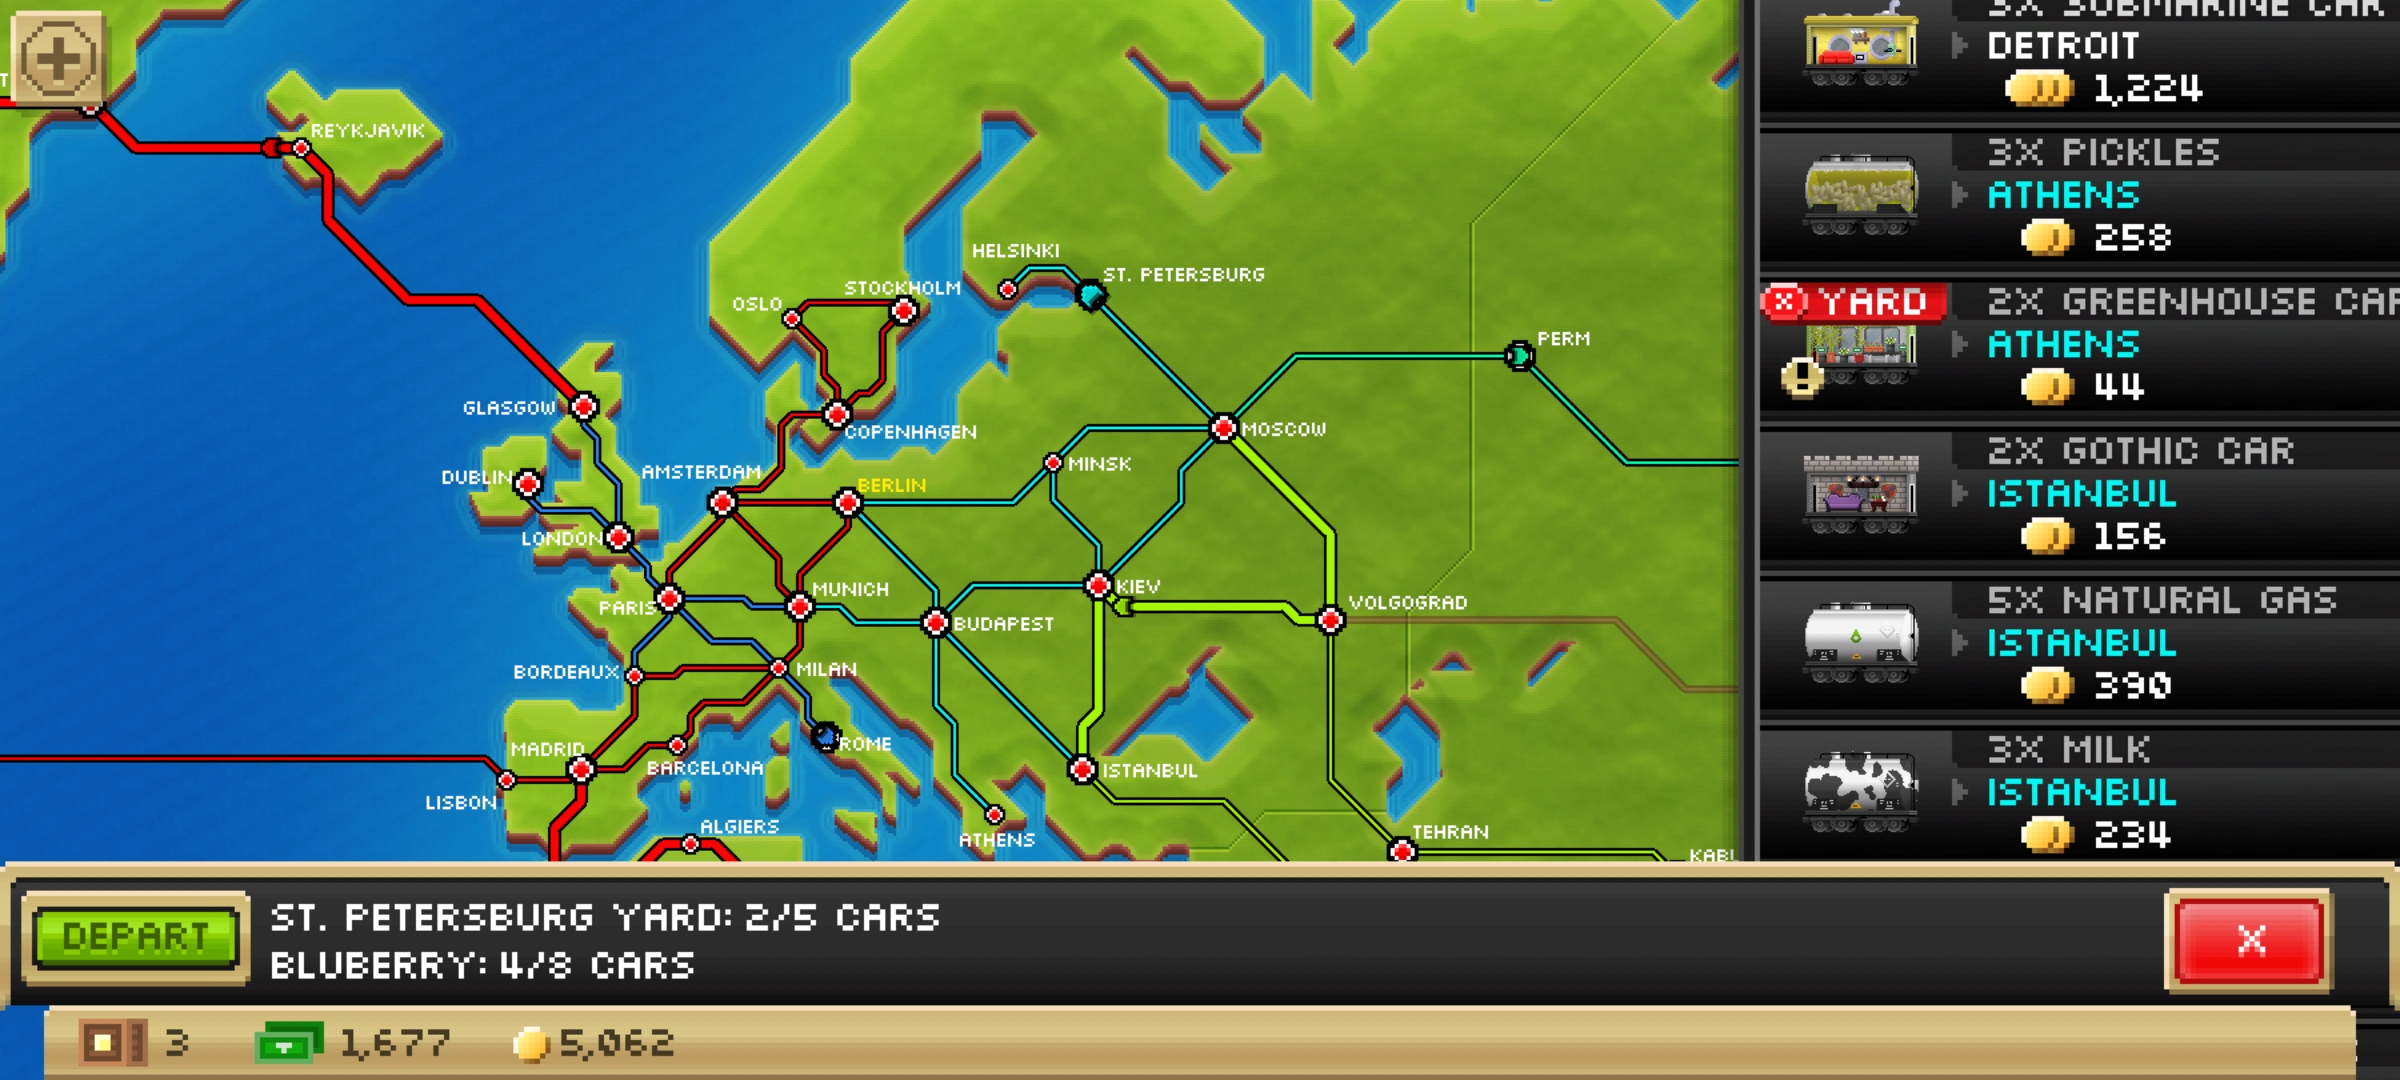 3X SUBMARINE CAR
DETROIT
1,224
3X PICKLES
ATHENS
258
YARD
2X GREENHOUSE CAR
ATHENS
44
2X GOTHIC CAR
ISTANBUL
156
5X NATURAL GAS
ISTANBUL
390
3X MILK
ISTANBUL
234
REYKJAVIK
HELSINKI
ST. PETERSBURG
STOCKHOLM
OSLO
PERM
GLASGOW
COPENHAGEN
MOSCOW
MINSK
AMSTERDAM
DUBLIN
BERLIN
LONDON
MUNICH
KIEV
PARIS
VOLGOGRAD
BUDAPEST
BORDEAUX
MILAN
ROME
MADRID
BARCELONA
ISTANBUL
LISBON
ALGIERS
ATHENS
TEHRAN
DEPART
ST. PETERSBURG YARD: 2/5 CARS
BLUBERRY: 4/8 CARS
X
3
1,677
5,062